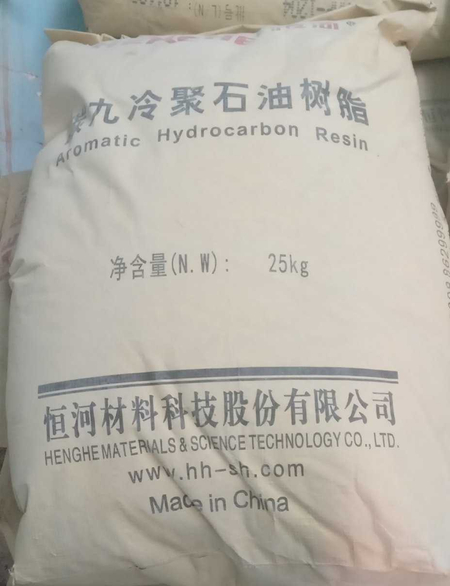 碳九冷聚石油树脂
Aromatic Hydrocarbon Resin
净含量(N.W): 25kg
恒河材料科技股份有限公司
HENGHE MATERIALS & SCIENCE TECHNOLOGY CO., LTD.
www.hh-sh.com
Made in China